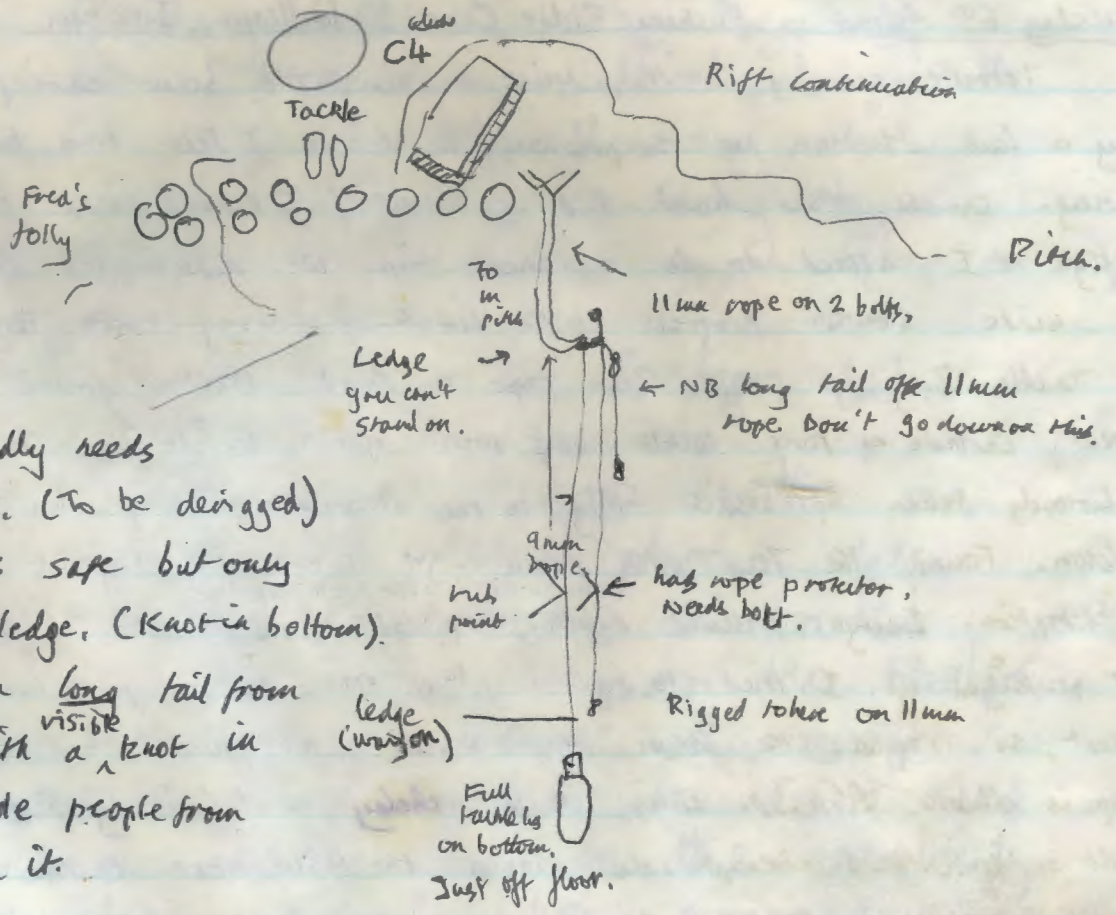 C4
Tackle
Rift continuation
Fred's
folly
Pitch.
To
in
pitch
11mm rope on 2 bolts.
Ledge
you can't
stand on.
NB long tail off 11mm
rope. Don't go down on this.
dly needs
. (To be derigged)
safe but only
ledge. (Knot in bottom).
long tail from
visible
th a knot in
de people from
it.
9mm
rope
rub
point
has rope protector.
Needs bolt.
ledge
Rigged to here on 11mm
Full
on bottom.
Just off floor.